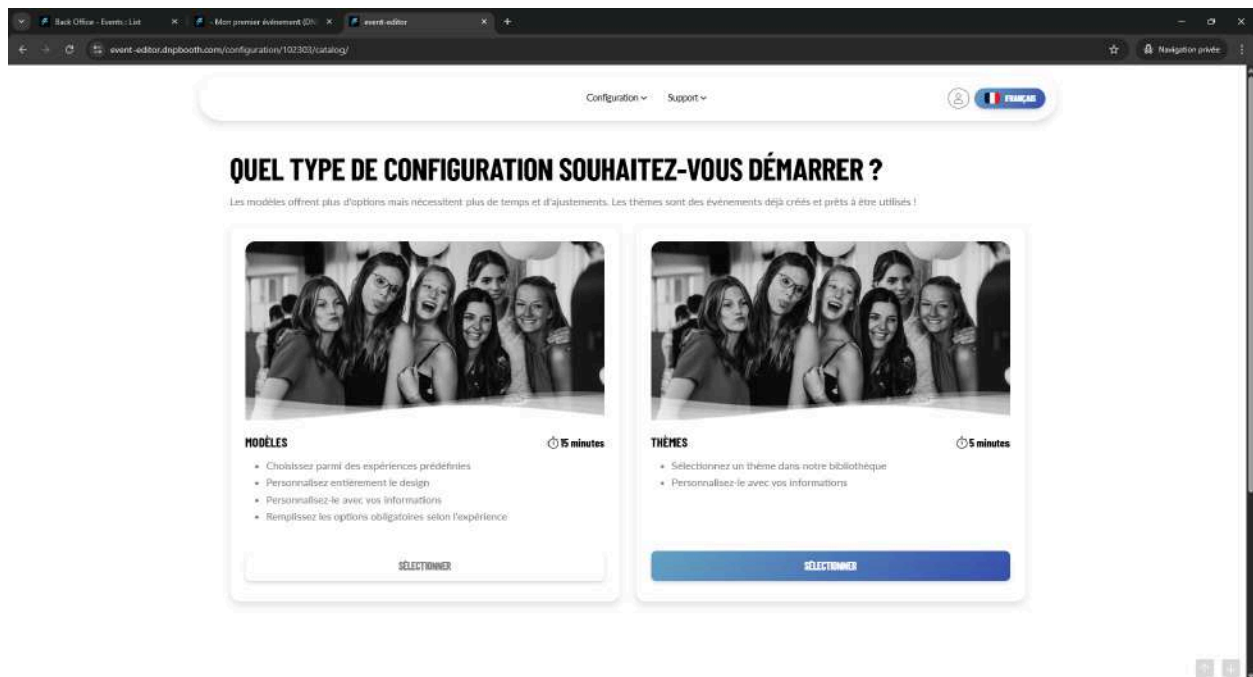 Back Office - Events : List
- Mon premier événement (DN
event-editor
event-editor.dnpbooth.com/configuration/102303/catalog/
Navigation privée
Configuration
Support
FRANÇAIS
QUEL TYPE DE CONFIGURATION SOUHAITEZ-VOUS DÉMARRER ?
Les modèles offrent plus d'options mais nécessitent plus de temps et d'ajustements. Les thèmes sont des événements déjà créés et prêts à être utilisés !
MODÈLES
15 minutes
• Choisissez parmi des expériences prédéfinies
• Personnalisez entièrement le design
• Personnalisez-le avec vos informations
• Remplissez les options obligatoires selon l'expérience
SÉLECTIONNER
THÈMES
5 minutes
• Sélectionnez un thème dans notre bibliothèque
• Personnalisez-le avec vos informations
SÉLECTIONNER